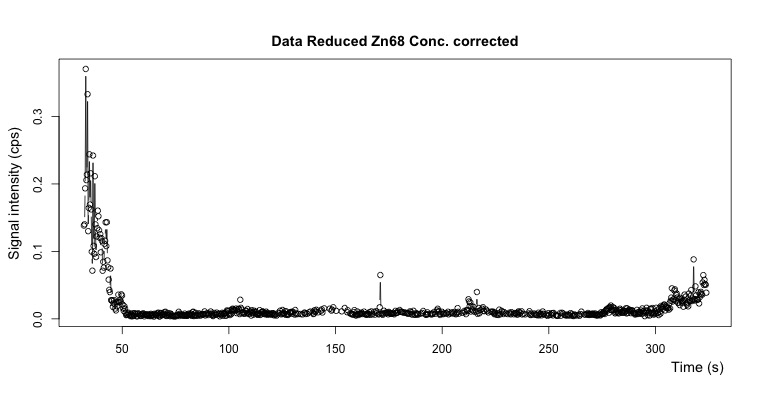 Data Reduced Zn68 Conc. corrected
Signal intensity (cps)
0.3
0.2
0.1
0.0
50 100 150 200 250 300
Time (s)